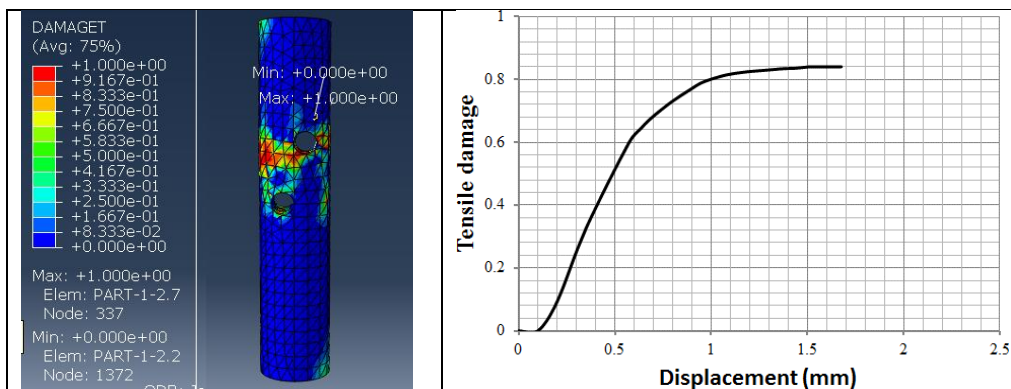 DAMAGET
(Avg: 75%)
+1.000e+00
+9.167e-01
+8.333e-01
+7.500e-01
+6.667e-01
+5.833e-01
+5.000e-01
+4.167e-01
+3.333e-01
+2.500e-01
+1.667e-01
+8.333e-02
+0.000e+00
Max: +1.000e+00
Elem: PART-1-2.7
Node: 337
Min: +0.000e+00
Elem: PART-1-2.2
Node: 1372
Min: +0.000e+00
Max: +1.000e+00
Tensile damage
1
0.8
0.6
0.4
0.2
0
0 0.5 1 1.5 2 2.5
Displacement (mm)